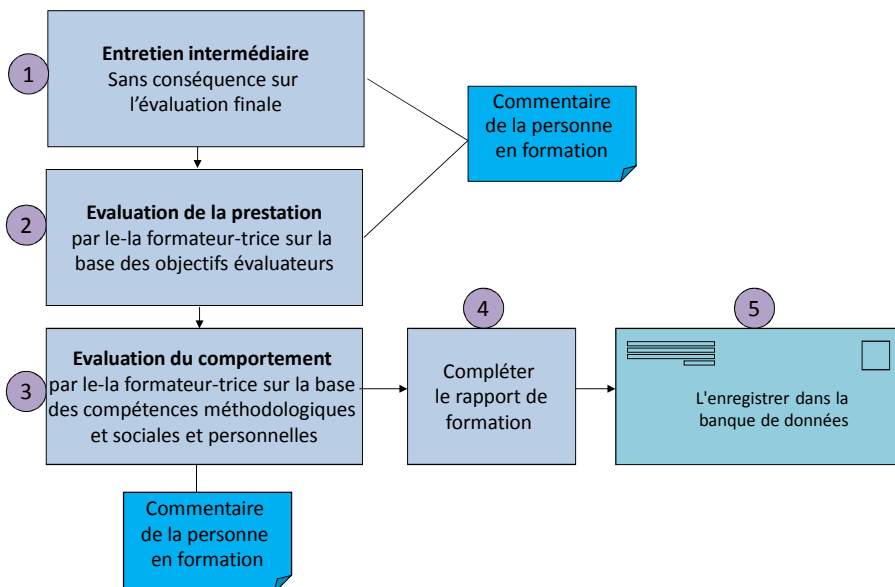 1
Entretien intermédiaire
Sans conséquence sur
l'évaluation finale
Commentaire
de la personne
en formation
2
Evaluation de la prestation
par le-la formateur-trice sur la
base des objectifs évaluateurs
3
Evaluation du comportement
par le-la formateur-trice sur la base
des compétences méthodologiques
et sociales et personnelles
4
Compléter
le rapport de
formation
5
L'enregistrer dans la
banque de données
Commentaire
de la personne
en formation